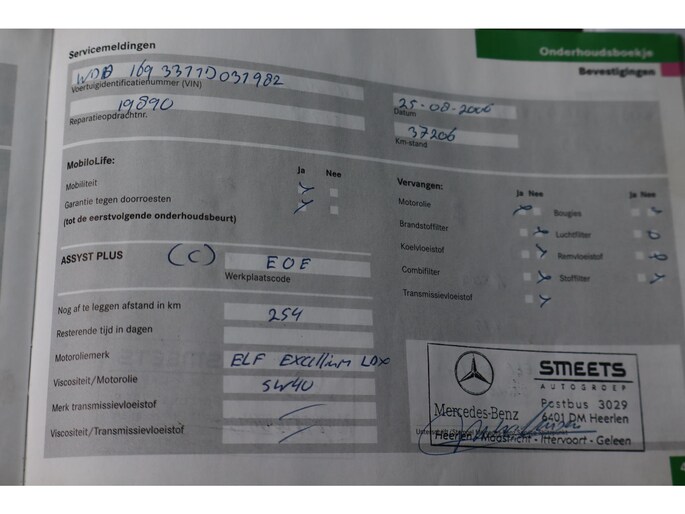 Onderhoudsboekje
Bevestigingen
Servicemeldingen
WDB 169 3311D031982
Voertuigidentificatienummer (VIN)
19890
Reparatieopdrachtnr.
25-08-2006
Datum
37206
Km-stand
MobiloLife:
Ja Nee
Mobiliteit
Garantie tegen doorroesten
(tot de eerstvolgende onderhoudsbeurt)
Vervangen:
Ja Nee
Ja Nee
Motorolie
Bougies
Brandstoffilter
Luchtfilter
Koelvloeistof
Remvloeistof
Combifilter
Stoffilter
Transmissievloeistof
ASSYST PLUS (C) EOE
Werkplaatscode
Nog af te leggen afstand in km 254
Resterende tijd in dagen
Motoroliemerk ELF Excellium LDX
Viscositeit/Motorolie 5W40
Merk transmissievloeistof
Viscositeit/Transmissievloeistof
SMEETS
AUTOGROEP
Mercedes-Benz
Postbus 3029
6401 DM Heerlen
Heerlen - Maastricht - Ittervoort - Geleen